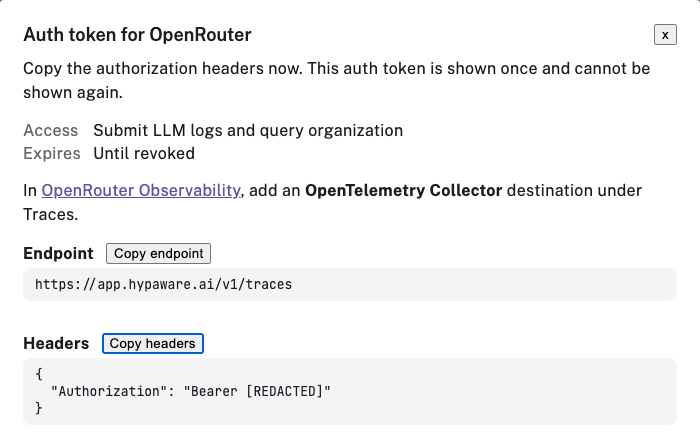 Auth token for OpenRouter
x
Copy the authorization headers now. This auth token is shown once and cannot be
shown again.
Access Submit LLM logs and query organization
Expires Until revoked
In OpenRouter Observability, add an OpenTelemetry Collector destination under
Traces.
Endpoint Copy endpoint
https://app.hypaware.ai/v1/traces
Headers Copy headers
{
"Authorization": "Bearer [REDACTED]"
}